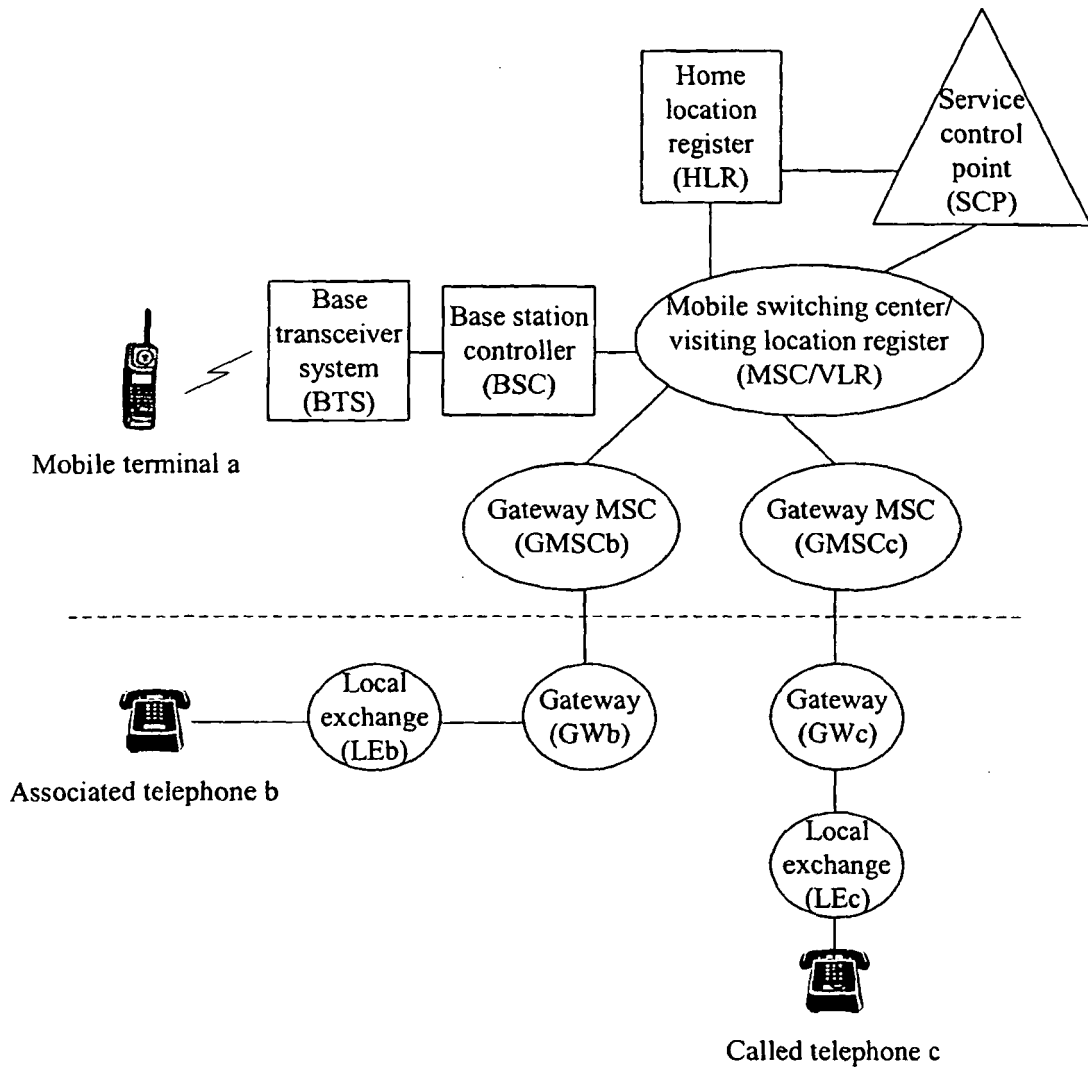 Home
location
register
(HLR)
Service
control
point
(SCP)
Base
transceiver
system
(BTS)
Base station
controller
(BSC)
Mobile switching center/
visiting location register
(MSC/VLR)
Mobile terminal a
Gateway MSC
(GMSCb)
Gateway MSC
(GMSCc)
Local
exchange
(LEb)
Gateway
(GWb)
Gateway
(GWc)
Associated telephone b
Local
exchange
(LEc)
Called telephone c